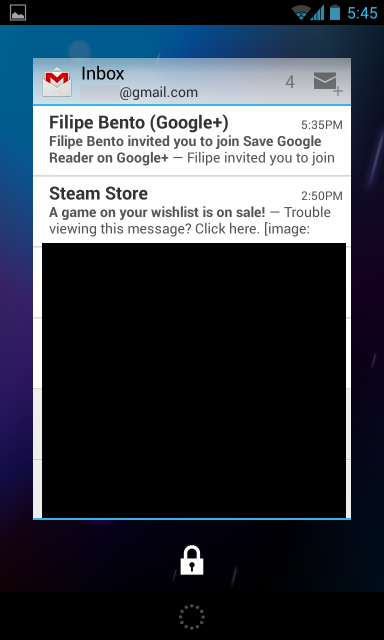 5:45
Inbox
@gmail.com
4
Filipe Bento (Google+)
5:35PM
Filipe Bento invited you to join Save Google
Reader on Google+ — Filipe invited you to join
Steam Store
2:50PM
A game on your wishlist is on sale! — Trouble
viewing this message? Click here. [image: